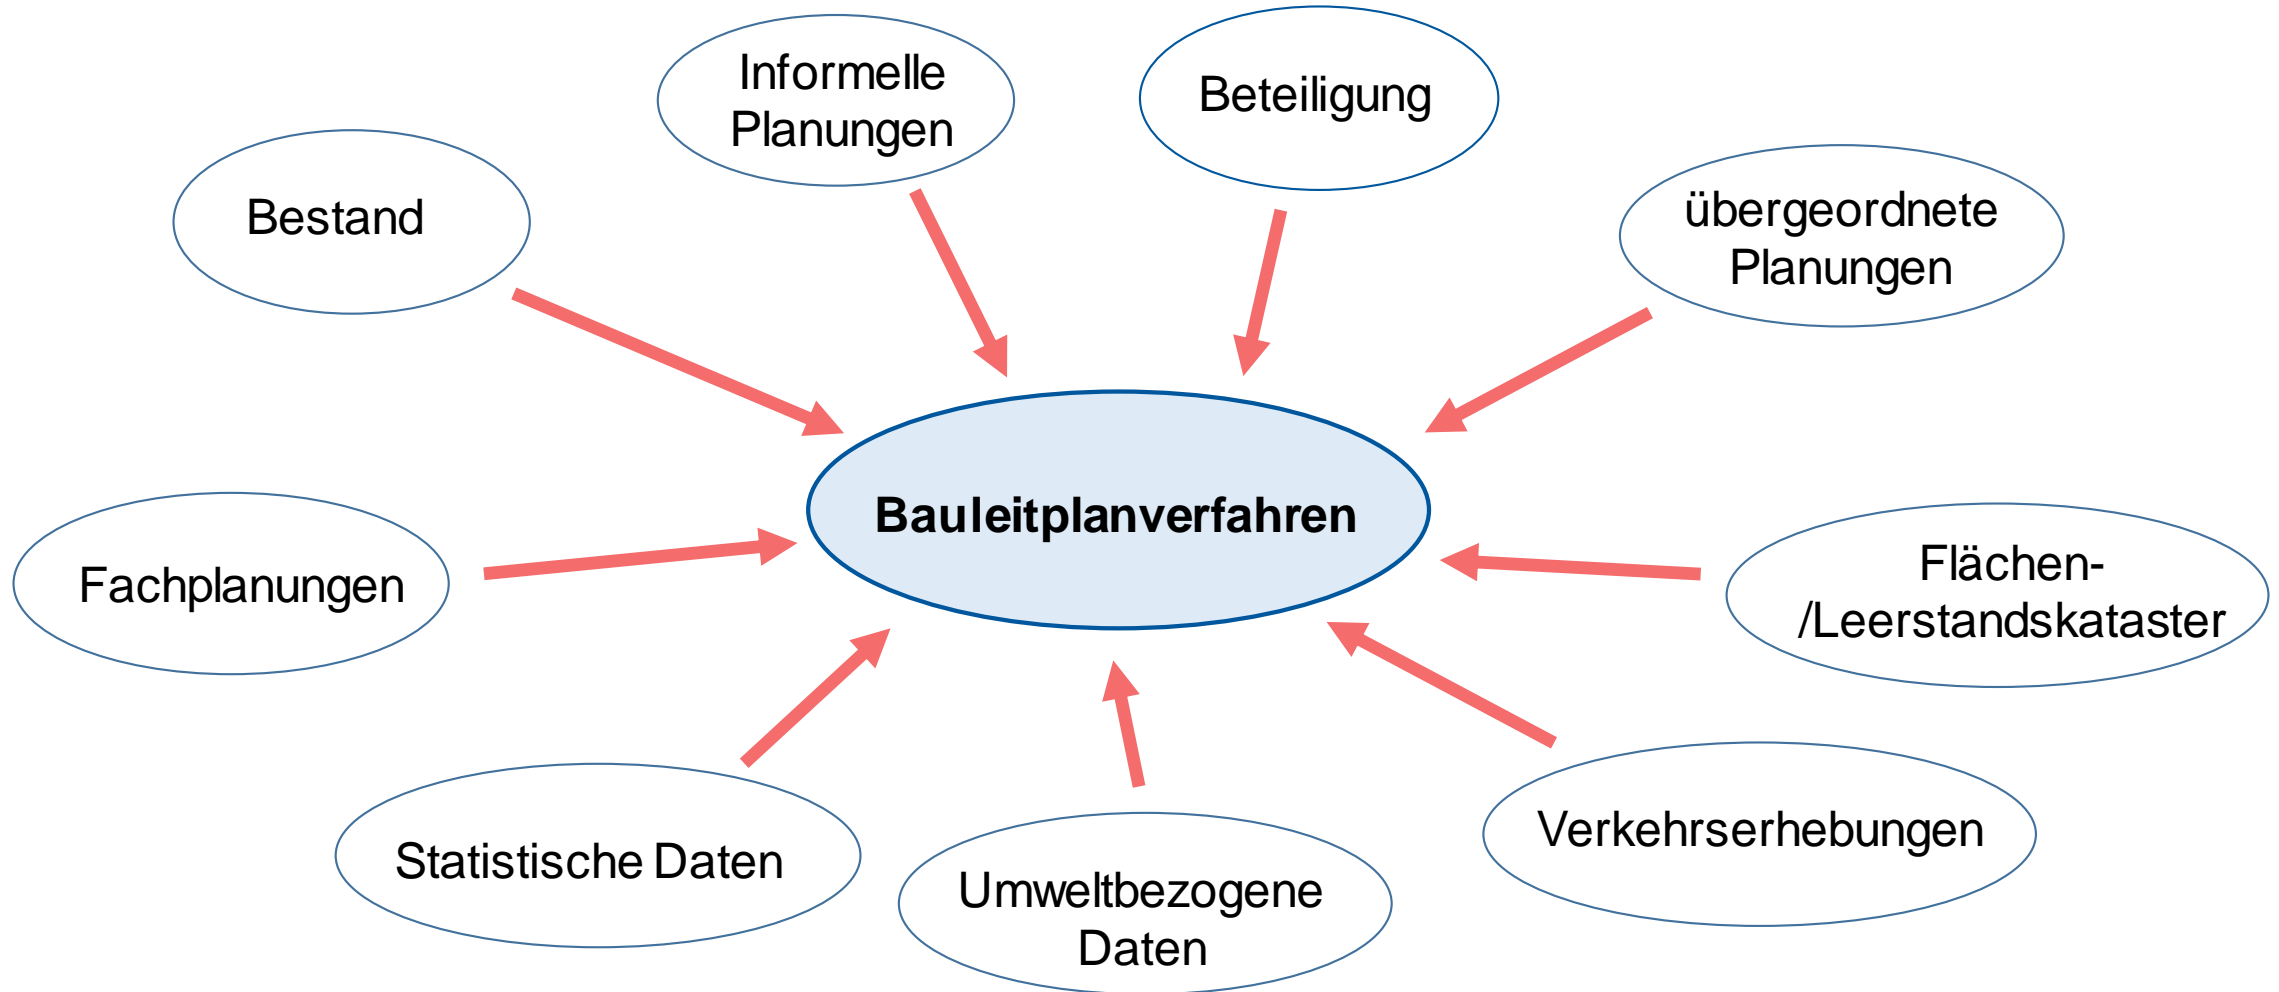 Informelle
Planungen
Beteiligung
Bestand
übergeordnete
Planungen
Bauleitplanverfahren
Fachplanungen
Flächen-
/Leerstandskataster
Statistische Daten
Umweltbezogene
Daten
Verkehrserhebungen